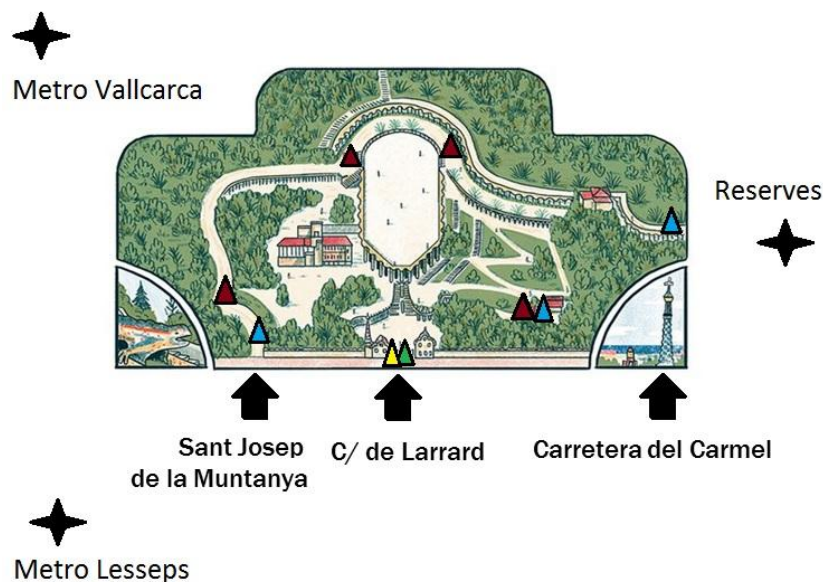 Metro Vallcarca
Reserves
Sant Josep
de la Muntanya
C/ de Larrard
Carretera del Carmel
Metro Lesseps